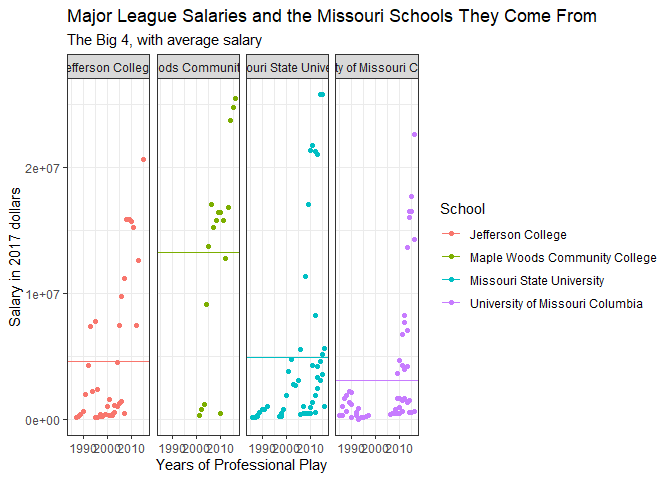 Major League Salaries and the Missouri Schools They Come From
The Big 4, with average salary
efferson Colleg
oods Community
ouri State Unive
ty of Missouri C
Salary in 2017 dollars
2e+07
1e+07
0e+00
1990 2000 2010
1990 2000 2010
1990 2000 2010
1990 2000 2010
Years of Professional Play
School
Jefferson College
Maple Woods Community College
Missouri State University
University of Missouri Columbia